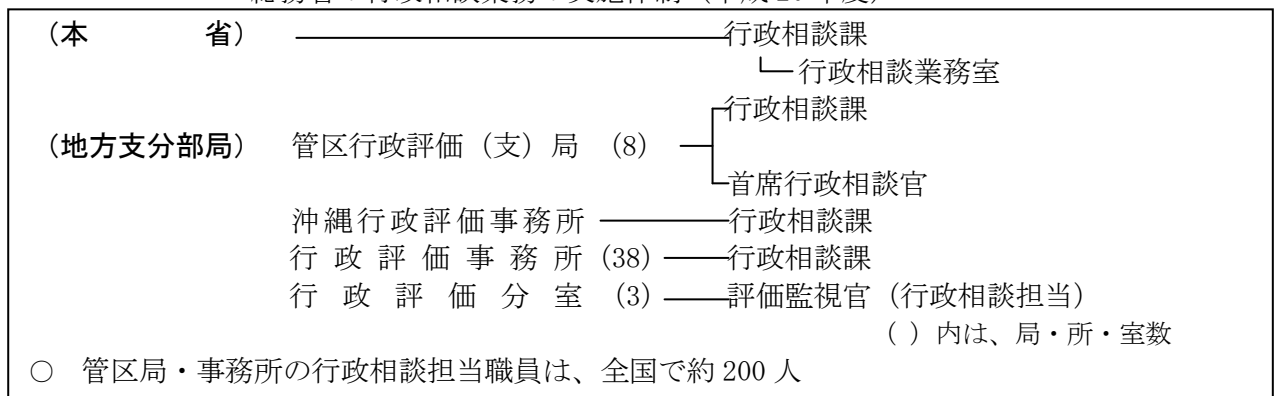 （本　　　省）　行政相談課
行政相談業務室
行政相談課
（地方支分部局）　管区行政評価（支）局　（8）
首席行政相談官
沖縄行政評価事務所　行政相談課
行政評価事務所（38）　行政相談課
行政評価分室（3）　評価監視官（行政相談担当）
（ ）内は、局・所・室数
○　管区局・事務所の行政相談担当職員は、全国で約 200 人